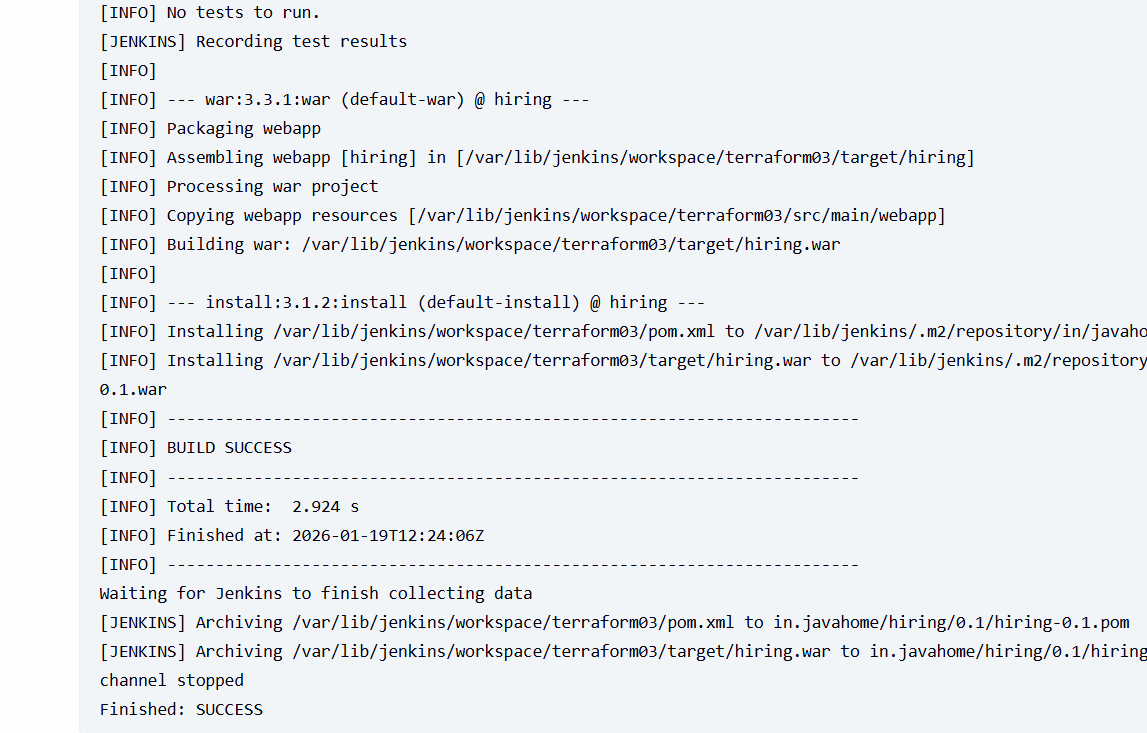 [INFO] No tests to run.
[JENKINS] Recording test results
[INFO]
[INFO] --- war:3.3.1:war (default-war) @ hiring ---
[INFO] Packaging webapp
[INFO] Assembling webapp [hiring] in [/var/lib/jenkins/workspace/terraform03/target/hiring]
[INFO] Processing war project
[INFO] Copying webapp resources [/var/lib/jenkins/workspace/terraform03/src/main/webapp]
[INFO] Building war: /var/lib/jenkins/workspace/terraform03/target/hiring.war
[INFO]
[INFO] --- install:3.1.2:install (default-install) @ hiring ---
[INFO] Installing /var/lib/jenkins/workspace/terraform03/pom.xml to /var/lib/jenkins/.m2/repository/in/javaho
[INFO] Installing /var/lib/jenkins/workspace/terraform03/target/hiring.war to /var/lib/jenkins/.m2/repository
0.1.war
[INFO] ------------------------------------------------------------------------
[INFO] BUILD SUCCESS
[INFO] ------------------------------------------------------------------------
[INFO] Total time:  2.924 s
[INFO] Finished at: 2026-01-19T12:24:06Z
[INFO] ------------------------------------------------------------------------
Waiting for Jenkins to finish collecting data
[JENKINS] Archiving /var/lib/jenkins/workspace/terraform03/pom.xml to in.javahome/hiring/0.1/hiring-0.1.pom
[JENKINS] Archiving /var/lib/jenkins/workspace/terraform03/target/hiring.war to in.javahome/hiring/0.1/hiring
channel stopped
Finished: SUCCESS